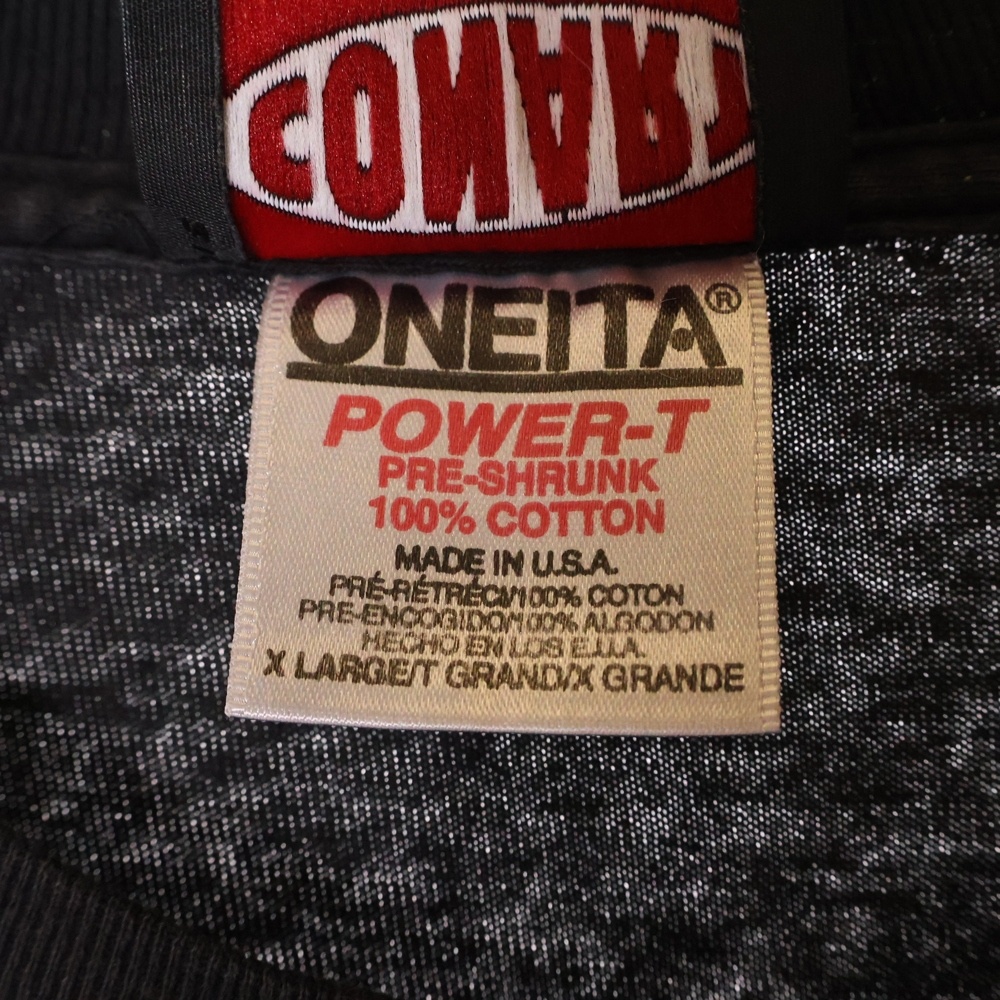 ONEITA®
POWER-T
PRE-SHRUNK
100% COTTON
MADE IN U.S.A.
PRÉ-RÉTRÉCI/100% COTON
PRE-ENCOGIDO/100% ALGODON
HECHO EN LOS E.U.A.
X LARGE/T GRAND/X GRANDE